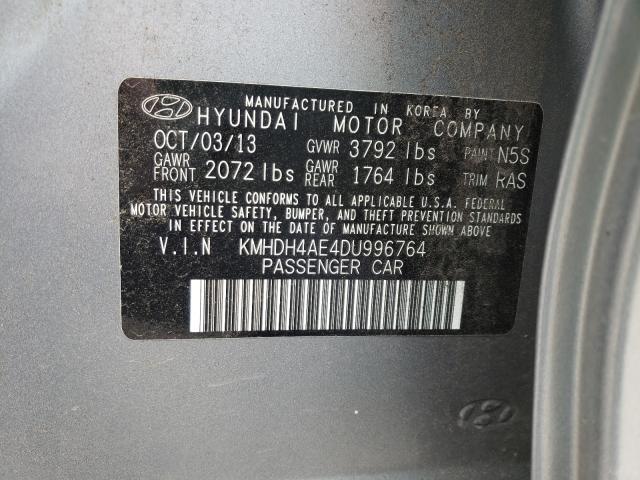 MANUFACTURED IN KOREA BY
HYUNDAI MOTOR COMPANY
OCT/03/13 GVWR 3792 lbs PAINT N5S
GAWR FRONT 2072 lbs GAWR REAR 1764 lbs TRIM RAS
THIS VEHICLE CONFORMS TO ALL APPLICABLE U.S.A. FEDERAL
MOTOR VEHICLE SAFETY, BUMPER, AND THEFT PREVENTION STANDARDS
IN EFFECT ON THE DATE OF MANUFACTURE SHOWN ABOVE
V.I.N KMHDH4AE4DU996764
PASSENGER CAR